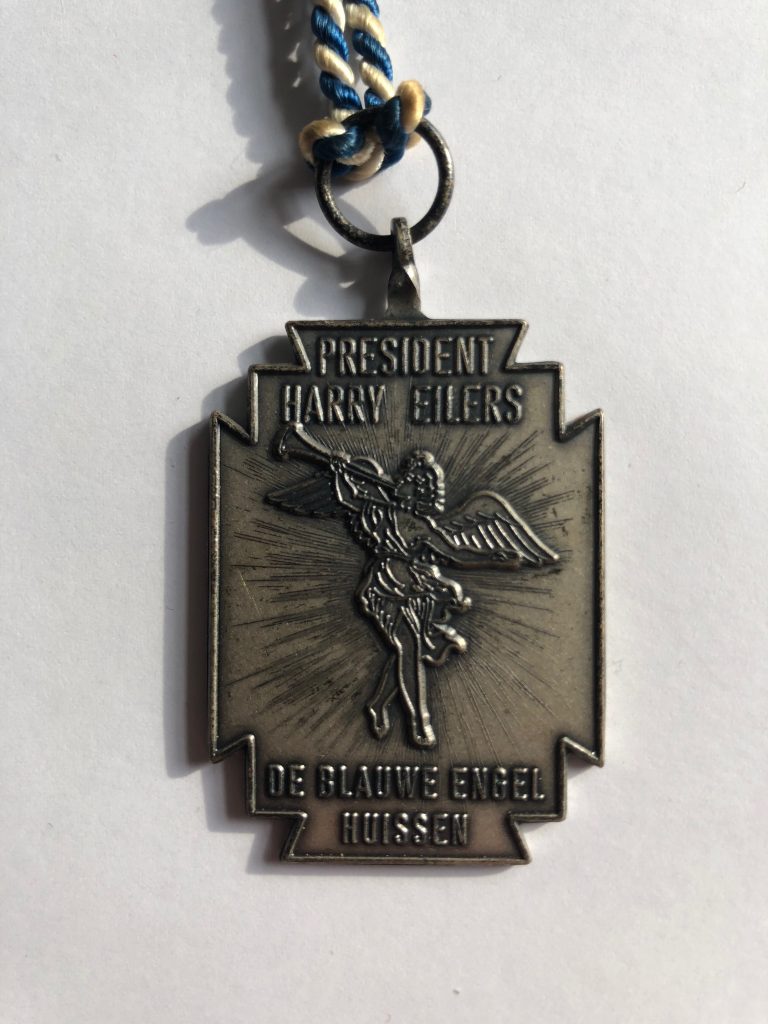 PRESIDENT
HARRY EILERS
DE BLAUWE ENGEL
HUISSEN